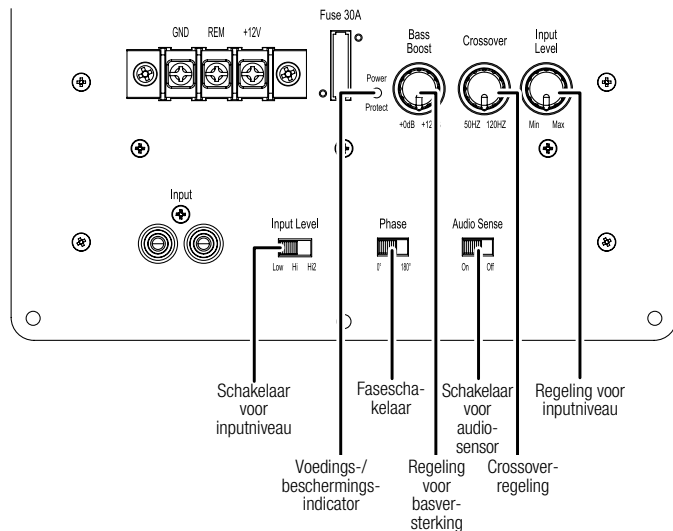 Fuse 30A
GND REM +12V
Bass
Boost
Crossover
Input
Level
Power
Protect
+0dB
50HZ 120HZ
Min Max
Input
Input Level
Low Hi Hi2
Phase
0° 180°
Audio Sense
On Off
Schakelaar
voor
inputniveau
Fasescha-
kelaar
Schakelaar
voor
audio-
sensor
Regeling voor
inputniveau
Voedings-/
beschermings-
indicator
Regeling
voor
basver-
sterking
Crossover-
regeling